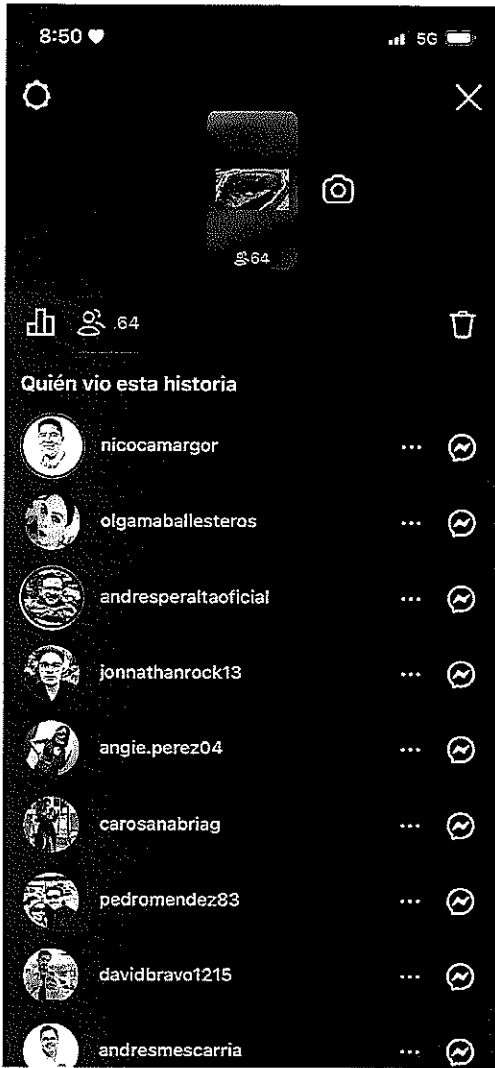 8:50
5G
64
64
Quién vio esta historia
nicocamargor
olgamaballesteros
andresperaltaoficial
jonnathanrock13
angie.perez04
carosanabriag
pedromendez83
davidbravo1215
andresmescarria